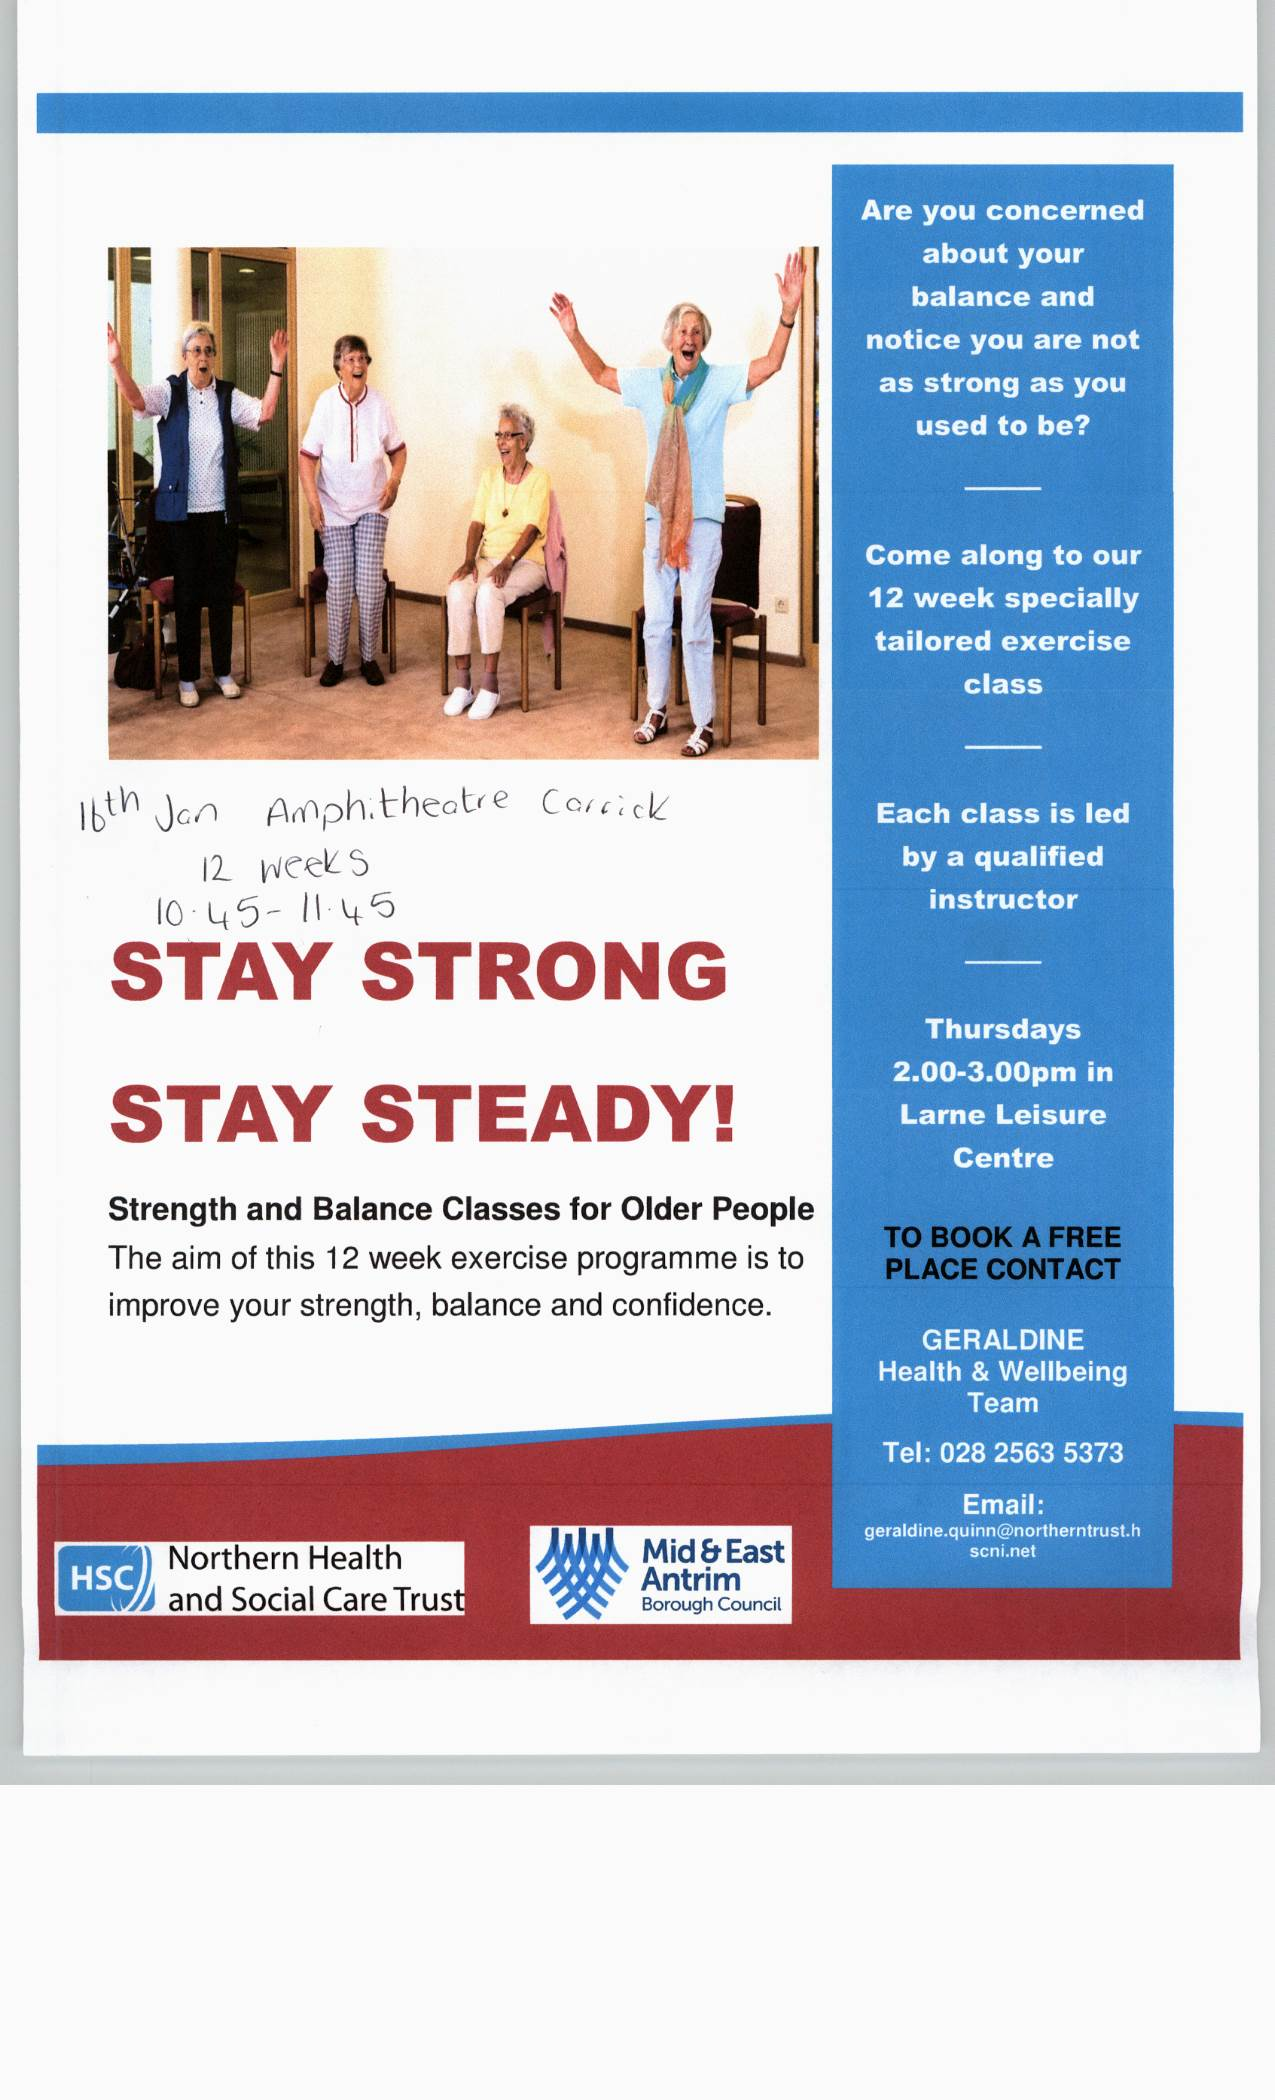 16th Jan Amphitheatre Carrick
12 weeks
10.45 - 11.45
STAY STRONG
STAY STEADY!
Strength and Balance Classes for Older People
The aim of this 12 week exercise programme is to
improve your strength, balance and confidence.
Are you concerned
about your
balance and
notice you are not
as strong as you
used to be?
Come along to our
12 week specially
tailored exercise
class
Each class is led
by a qualified
instructor
Thursdays
2.00-3.00pm in
Larne Leisure
Centre
TO BOOK A FREE
PLACE CONTACT
GERALDINE
Health & Wellbeing
Team
Tel: 028 2563 5373
Email:
geraldine.quinn@northerntrust.h
scni.net
HSC Northern Health
and Social Care Trust
Mid & East
Antrim
Borough Council